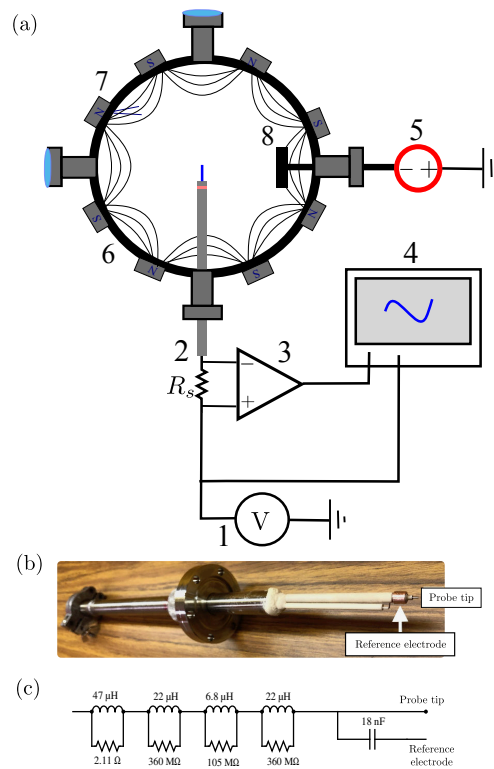 (a)
S
N
7
N
S
8
5
− +
S
6
N
S
N
4
2
3
−
R_s
+
1
V
(b)
Probe tip
Reference electrode
(c)
47 μH
22 μH
6.8 μH
22 μH
Probe tip
18 nF
2.11 Ω
360 MΩ
105 MΩ
360 MΩ
Reference
electrode